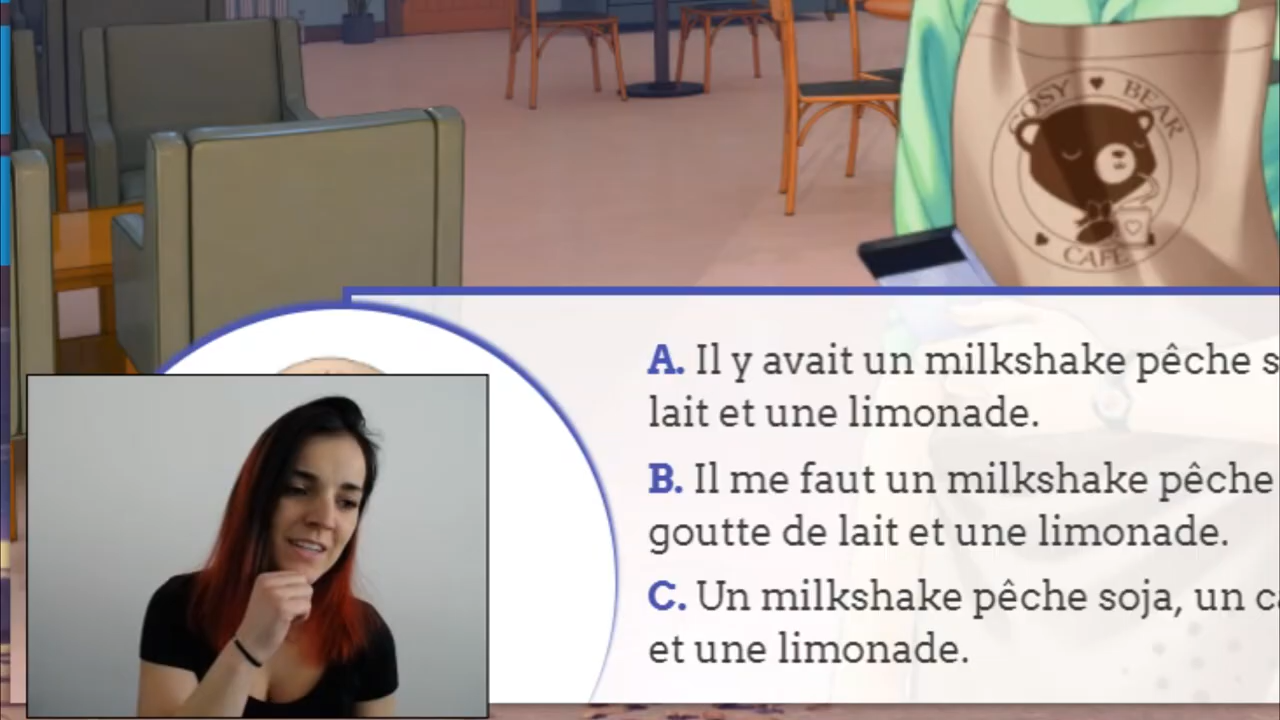 COSY ♥ BEAR
CAFE
A. Il y avait un milkshake pêche
lait et une limonade.
B. Il me faut un milkshake pêche
goutte de lait et une limonade.
C. Un milkshake pêche soja, un
et une limonade.